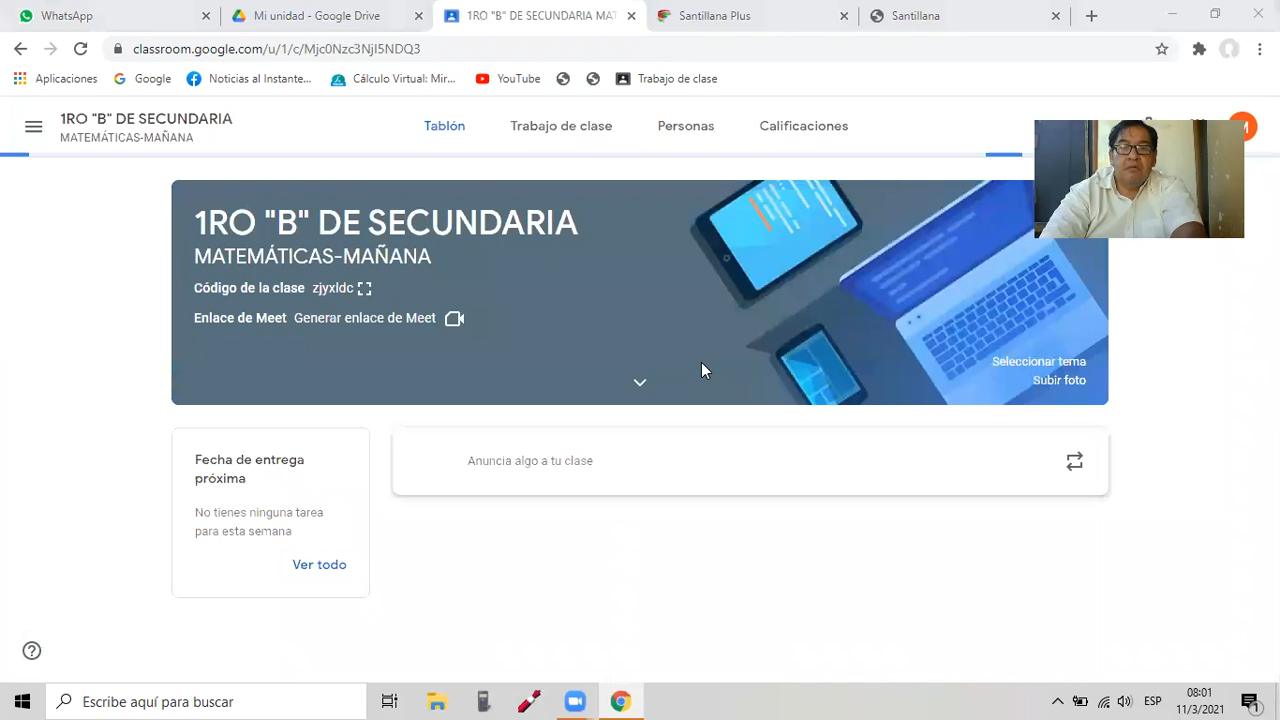 WhatsApp
Mi unidad - Google Drive
1RO "B" DE SECUNDARIA MAT
Santillana Plus
Santillana
classroom.google.com/u/1/c/Mjc0Nzc3NjI5NDQ3
Aplicaciones
Google
Noticias al Instante...
Cálculo Virtual: Mir...
YouTube
Trabajo de clase
1RO "B" DE SECUNDARIA
MATEMÁTICAS-MAÑANA
Tablón
Trabajo de clase
Personas
Calificaciones
1RO "B" DE SECUNDARIA
MATEMÁTICAS-MAÑANA
Código de la clase zjyxldc
Enlace de Meet Generar enlace de Meet
Seleccionar tema
Subir foto
Fecha de entrega
próxima
No tienes ninguna tarea
para esta semana
Ver todo
Anuncia algo a tu clase
Escribe aquí para buscar
ESP
08:01
11/3/2021